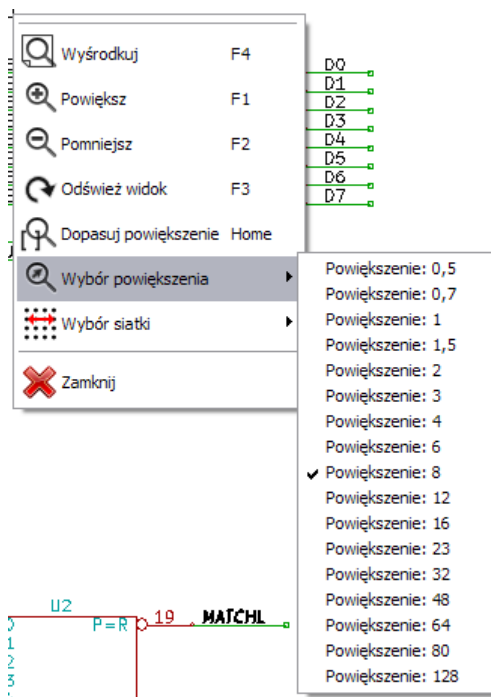 Wyśrodkuj F4
Powiększ F1
Pomniejsz F2
Odśwież widok F3
Dopasuj powiększenie Home
Wybór powiększenia
Wybór siatki
Zamknij
D0
D1
D2
D3
D4
D5
D6
D7
Powiększenie: 0,5
Powiększenie: 0,7
Powiększenie: 1
Powiększenie: 1,5
Powiększenie: 2
Powiększenie: 3
Powiększenie: 4
Powiększenie: 6
Powiększenie: 8
Powiększenie: 12
Powiększenie: 16
Powiększenie: 23
Powiększenie: 32
Powiększenie: 48
Powiększenie: 64
Powiększenie: 80
Powiększenie: 128
U2
P=R 19 MATCHL
1
2
3